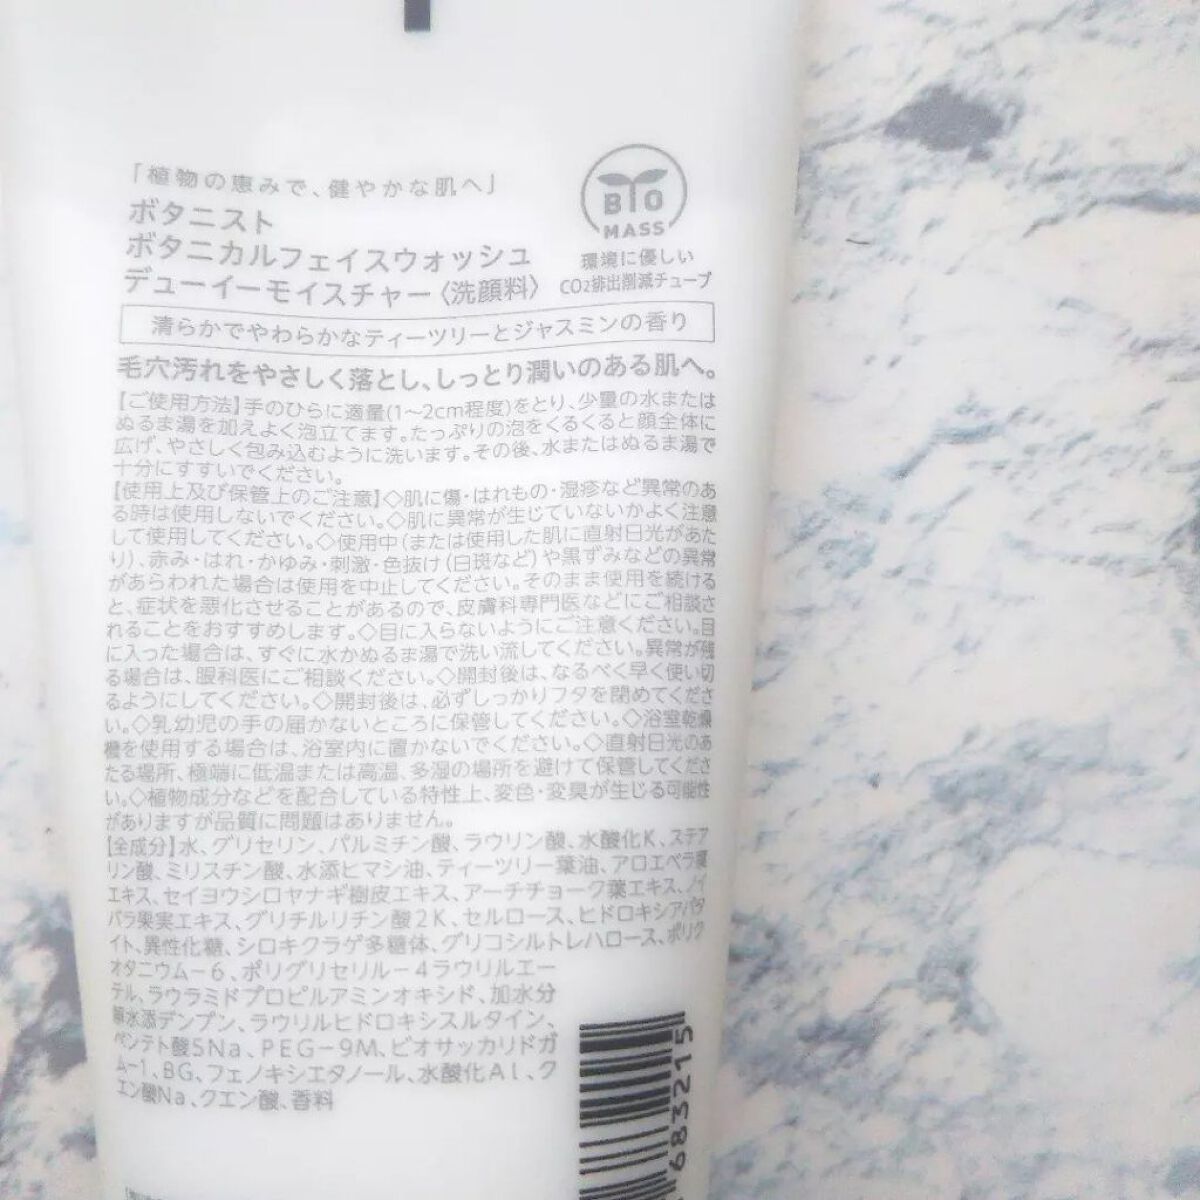 「植物の恵みで、健やかな肌へ」
ボタニスト
ボタニカルフェイスウォッシュ
デューイーモイスチャー〈洗顔料〉
BIO
MASS
環境に優しい
CO2排出削減チューブ
清らかでやわらかなティーツリーとジャスミンの香り
毛穴汚れをやさしく落とし、しっとり潤いのある肌へ。
【ご使用方法】手のひらに適量(1〜2cm程度)をとり、少量の水または
ぬるま湯を加えよく泡立てます。たっぷりの泡をくるくると顔全体に
広げ、やさしく包み込むように洗います。その後、水またはぬるま湯で
十分にすすいでください。
【使用上及び保管上のご注意】◇肌に傷・はれもの・湿疹など異常のあ
る時は使用しないでください。◇肌に異常が生じていないかよく注意
して使用してください。◇使用中(または使用した肌に直射日光があた
り)、赤み・はれ・かゆみ・刺激・色抜け(白斑など)や黒ずみなどの異常
があらわれた場合は使用を中止してください。そのまま使用を続ける
と、症状を悪化させることがあるので、皮膚科専門医などにご相談さ
れることをおすすめします。◇目に入らないようにご注意ください。目
に入った場合は、すぐに水かぬるま湯で洗い流してください。異常が残
る場合は、眼科医にご相談ください。◇開封後は、なるべく早く使い切
るようにしてください。◇開封後は、必ずしっかりフタを閉めてくださ
い。◇乳幼児の手の届かないところに保管してください。◇浴室乾燥
機を使用する場合は、浴室内に置かないでください。◇直射日光のあ
たる場所、極端に低温または高温、多湿の場所を避けて保管してくださ
い。◇植物成分などを配合している特性上、変色・変臭が生じる可能性
がありますが品質に問題はありません。
【全成分】水、グリセリン、パルミチン酸、ラウリン酸、水酸化K、ステア
リン酸、ミリスチン酸、水添ヒマシ油、ティーツリー葉油、アロエベラ葉
エキス、セイヨウシロヤナギ樹皮エキス、アーチチョーク葉エキス、ノイ
バラ果実エキス、グリチルリチン酸2K、セルロース、ヒドロキシアパタ
イト、異性化糖、シロキクラゲ多糖体、グリコシルトレハロース、ポリク
オタニウム-6、ポリグリセリル-4ラウリルエー
テル、ラウラミドプロピルアミンオキシド、加水分
解水添デンプン、ラウリルヒドロキシスルタイン、
ペンテト酸5Na、PEG-9M、ビオサッカリドガ
ム-1、BG、フェノキシエタノール、水酸化Al、ク
エン酸Na、クエン酸、香料
683215